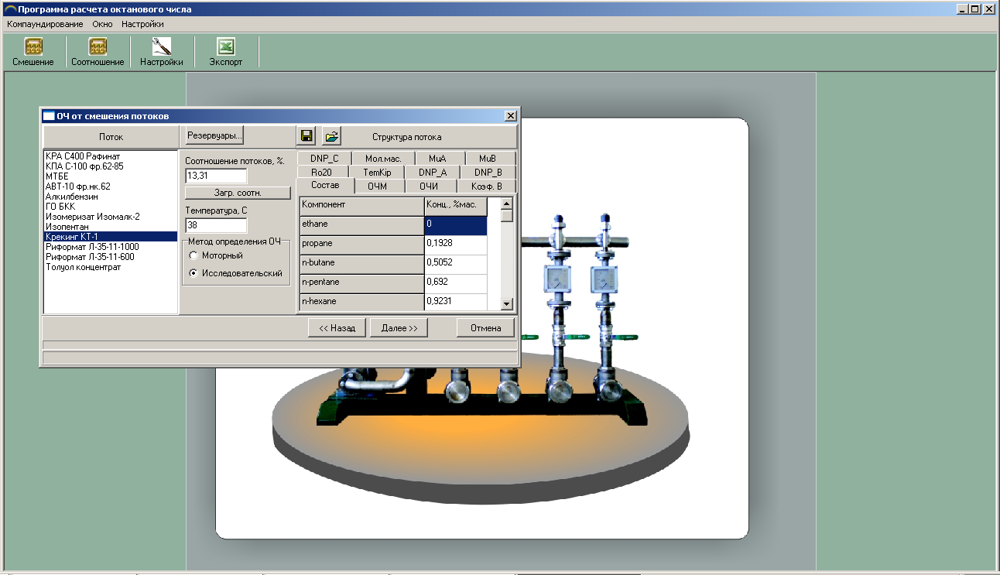 Программа расчета октанового числа
Компаундирование Окно Настройки
Смешение Соотношение Настройки Экспорт
ОЧ от смешения потоков
Поток Резервуары... Структура потока
КРА С400 Рафинат
КПА С-100 фр.62-85
МТБЕ
АВТ-10 фр.нк.62
Алкилбензин
ГО БКК
Изомеризат Изомалк-2
Изопентан
Крекинг КТ-1
Риформат Л-35-11-1000
Риформат Л-35-11-600
Толуол концентрат
Соотношение потоков, %.
13,31
Загр. соотн.
Температура, С
38
Метод определения ОЧ
Моторный
Исследовательский
DNP_C Мол.мас. MuA MuB
Ro20 TemKip DNP_A DNP_B
Состав ОЧМ ОЧИ Коэф. В
Компонент Конц., %мас.
ethane 0
propane 0,1928
n-butane 0,5052
n-pentane 0,692
n-hexane 0,9231
<< Назад Далее >> Отмена